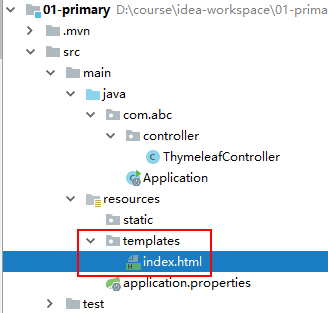 01-primary D:\course\idea-workspace\01-prima
.mvn
src
main
java
com.abc
controller
ThymeleafController
Application
resources
static
templates
index.html
application.properties
test